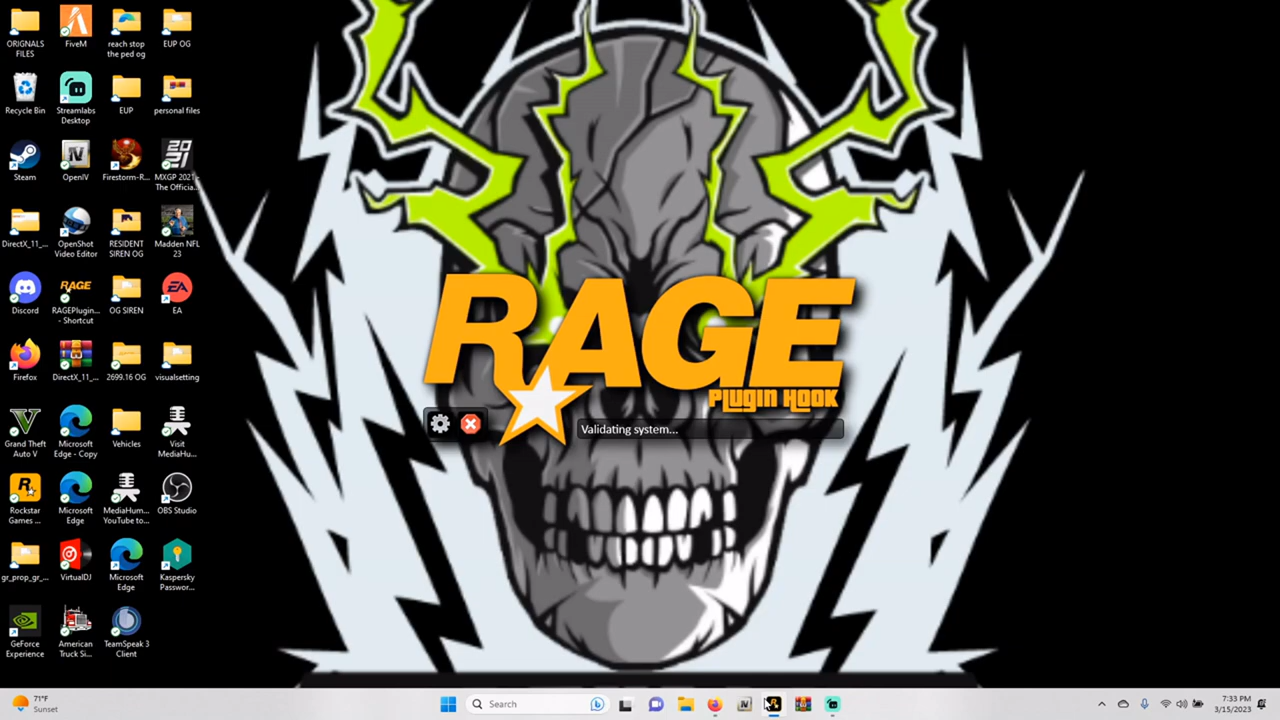 ORIGNALS
FILES
FiveM
reach stop
the ped og
EUP OG
Recycle Bin
Streamlabs
Desktop
EUP
personal files
Steam
OpenIV
Firestorm-R...
MXGP 2021 -
The Official...
DirectX_11_...
OpenShot
Video Editor
RESIDENT
SIREN OG
Madden NFL
23
Discord
RAGEPlugin...
- Shortcut
OG SIREN
EA
Firefox
DirectX_11_...
2699.16 OG
visualsetting
Grand Theft
Auto V
Microsoft
Edge - Copy
Vehicles
Visit
MediaHu...
Rockstar
Games ...
Microsoft
Edge
MediaHum...
YouTube to...
OBS Studio
gr_prop_gr_...
VirtualDJ
Microsoft
Edge
Kaspersky
Passwor...
GeForce
Experience
American
Truck Si...
TeamSpeak 3
Client
RAGE
PLUGIN HOOK
Validating system...
71°F
Sunset
Search
7:33 PM
3/15/2023